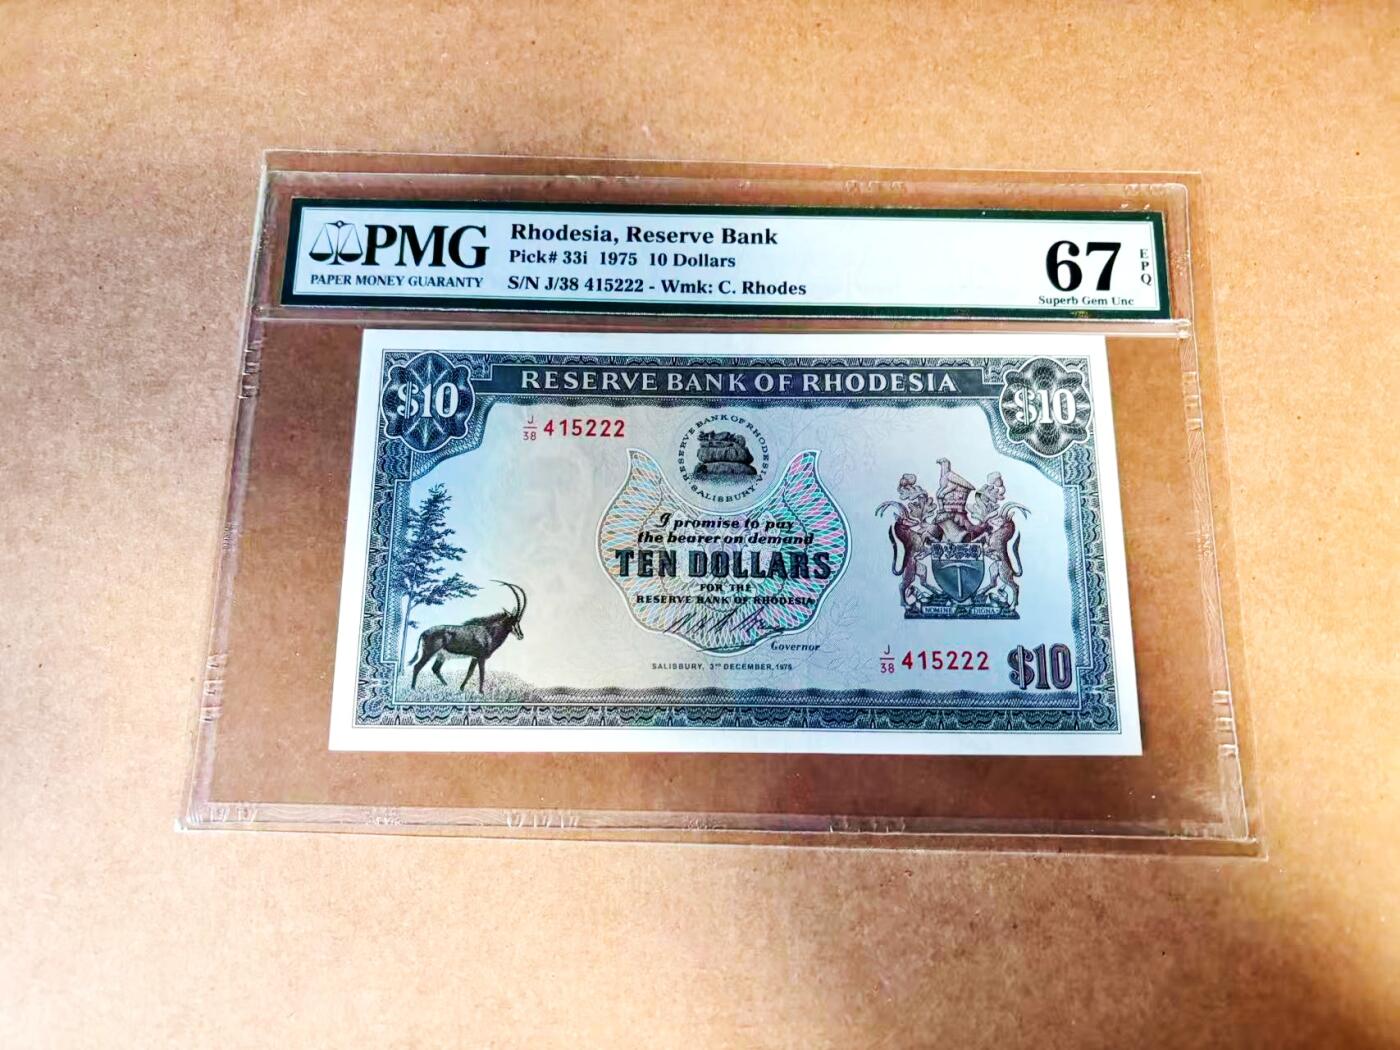 PMG
PAPER MONEY GUARANTY
Rhodesia, Reserve Bank
Pick# 33i 1975 10 Dollars
S/N J/38 415222 - Wmk: C. Rhodes
67
EPQ
Superb Gem Unc
$10
RESERVE BANK OF RHODESIA
$10
J/38 415222
RESERVE BANK OF RHODESIA
SALISBURY
I promise to pay
the bearer on demand
TEN DOLLARS
FOR THE
RESERVE BANK OF RHODESIA
Governor
SALISBURY, 3RD DECEMBER, 1975
NOMINE DIGNA
J/38 415222
$10